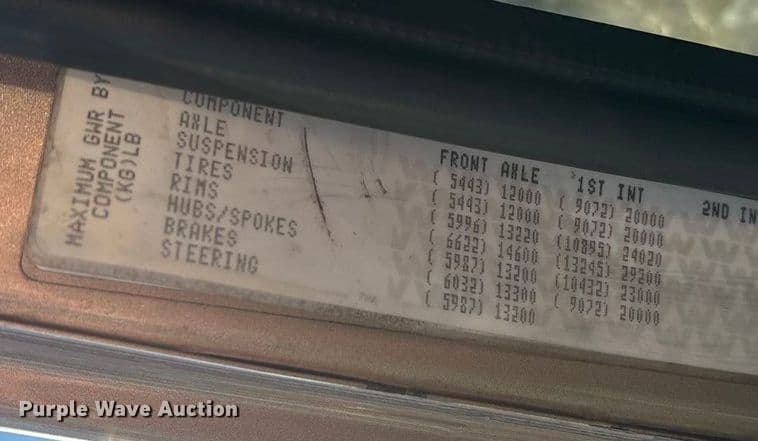 MAXIMUM GWR BY
COMPONENT
(KG)LB
COMPONENT FRONT AXLE 1ST INT 2ND IN
AXLE ( 5443) 12000 ( 9072) 20000
SUSPENSION ( 5443) 12000 ( 9072) 20000
TIRES ( 5996) 13220 (10895) 24020
RIMS ( 6622) 14600 (13245) 29200
HUBS/SPOKES ( 5987) 13200 (10432) 23000
BRAKES ( 6032) 13300 ( 9072) 20000
STEERING ( 5987) 13200
Purple Wave Auction